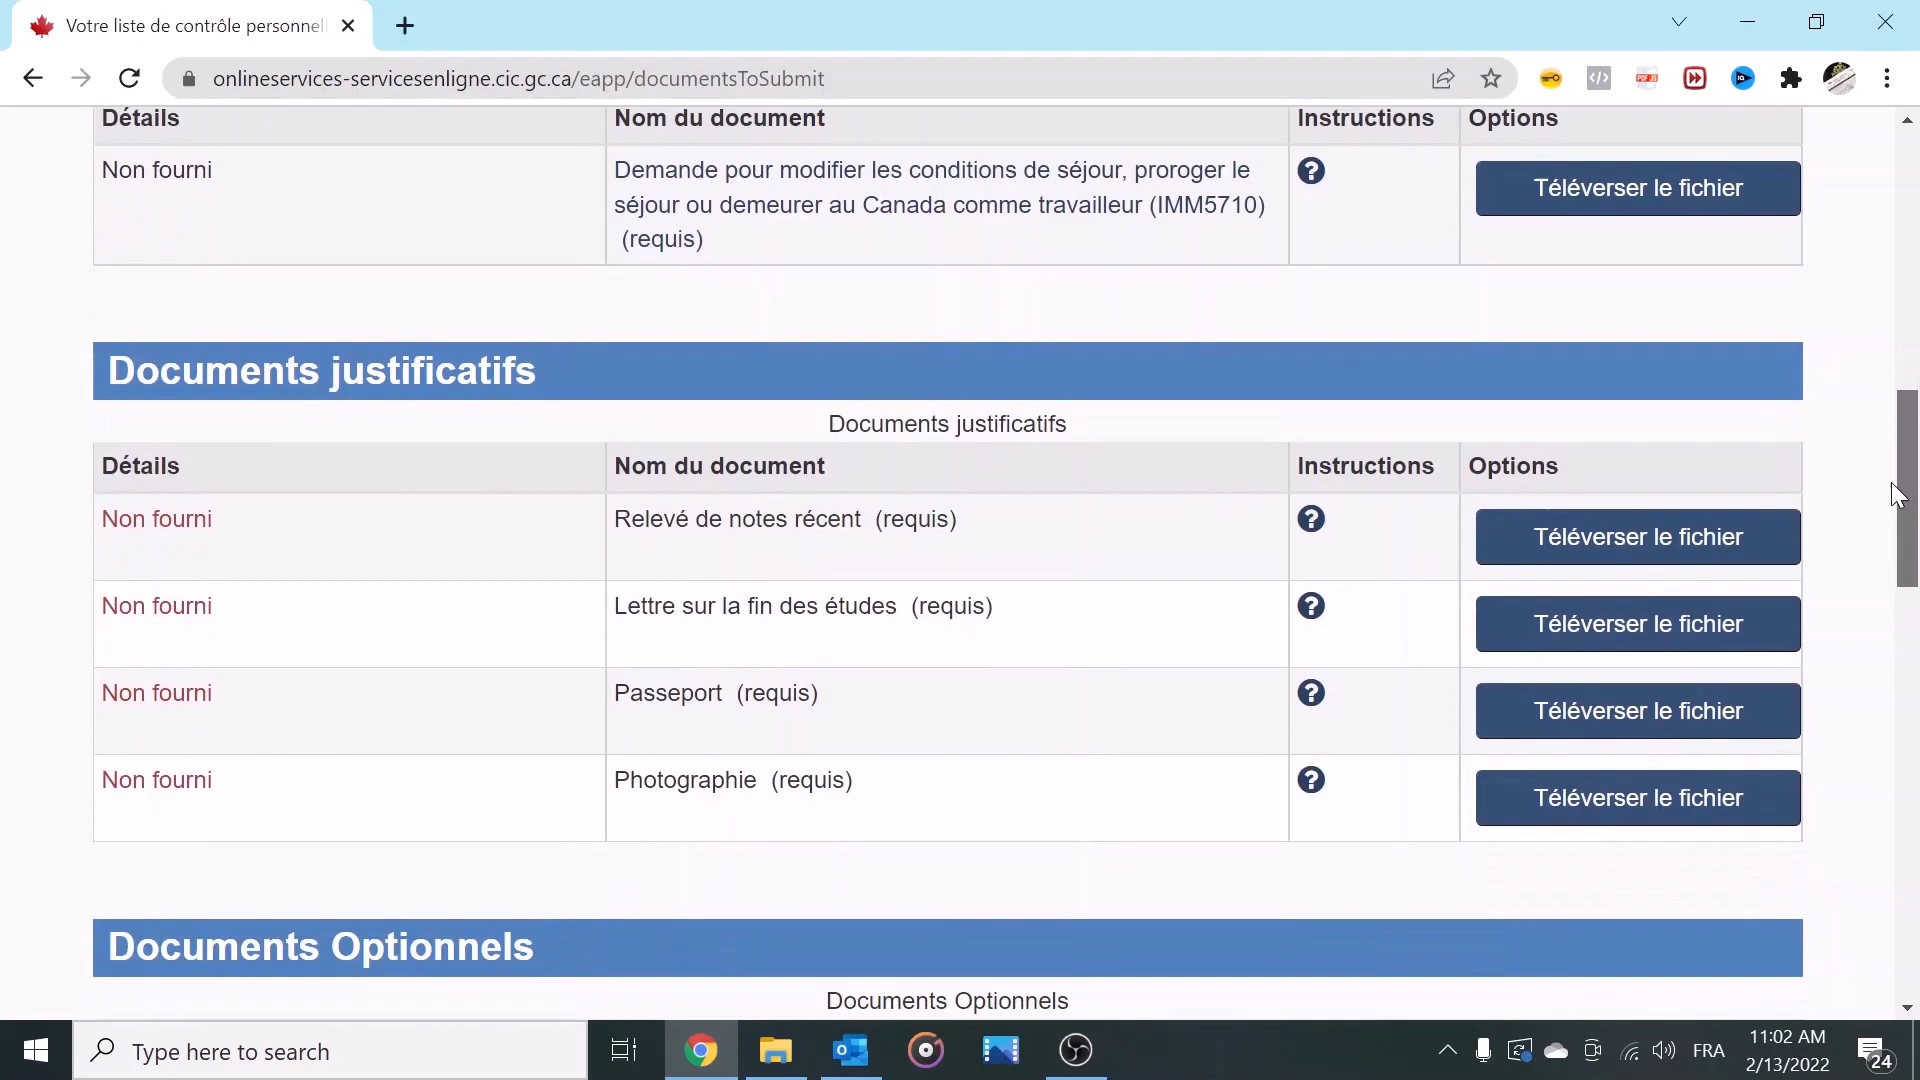 Votre liste de contrôle personnel
onlineservices-servicesenligne.cic.gc.ca/eapp/documentsToSubmit
Détails
Nom du document
Instructions
Options
Non fourni
Demande pour modifier les conditions de séjour, proroger le
séjour ou demeurer au Canada comme travailleur (IMM5710)
(requis)
Téléverser le fichier
Documents justificatifs
Documents justificatifs
Détails
Nom du document
Instructions
Options
Non fourni
Relevé de notes récent (requis)
Téléverser le fichier
Non fourni
Lettre sur la fin des études (requis)
Téléverser le fichier
Non fourni
Passeport (requis)
Téléverser le fichier
Non fourni
Photographie (requis)
Téléverser le fichier
Documents Optionnels
Documents Optionnels
Type here to search
FRA
11:02 AM
2/13/2022
24